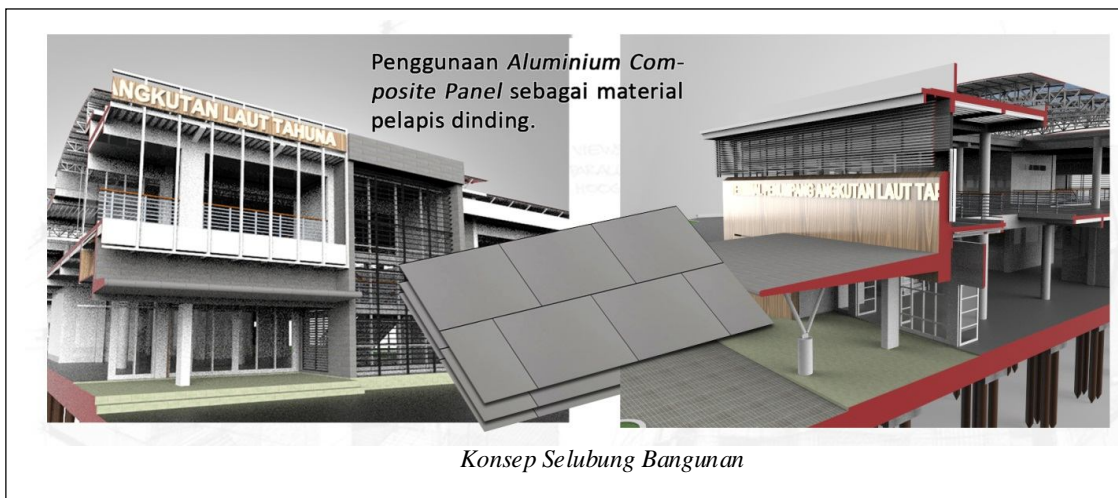 Penggunaan Aluminium Com-
posite Panel sebagai material
pelapis dinding.
ANGKUTAN LAUT TAHUNA
ANGKUTAN LAUT TA
Konsep Selubung Bangunan